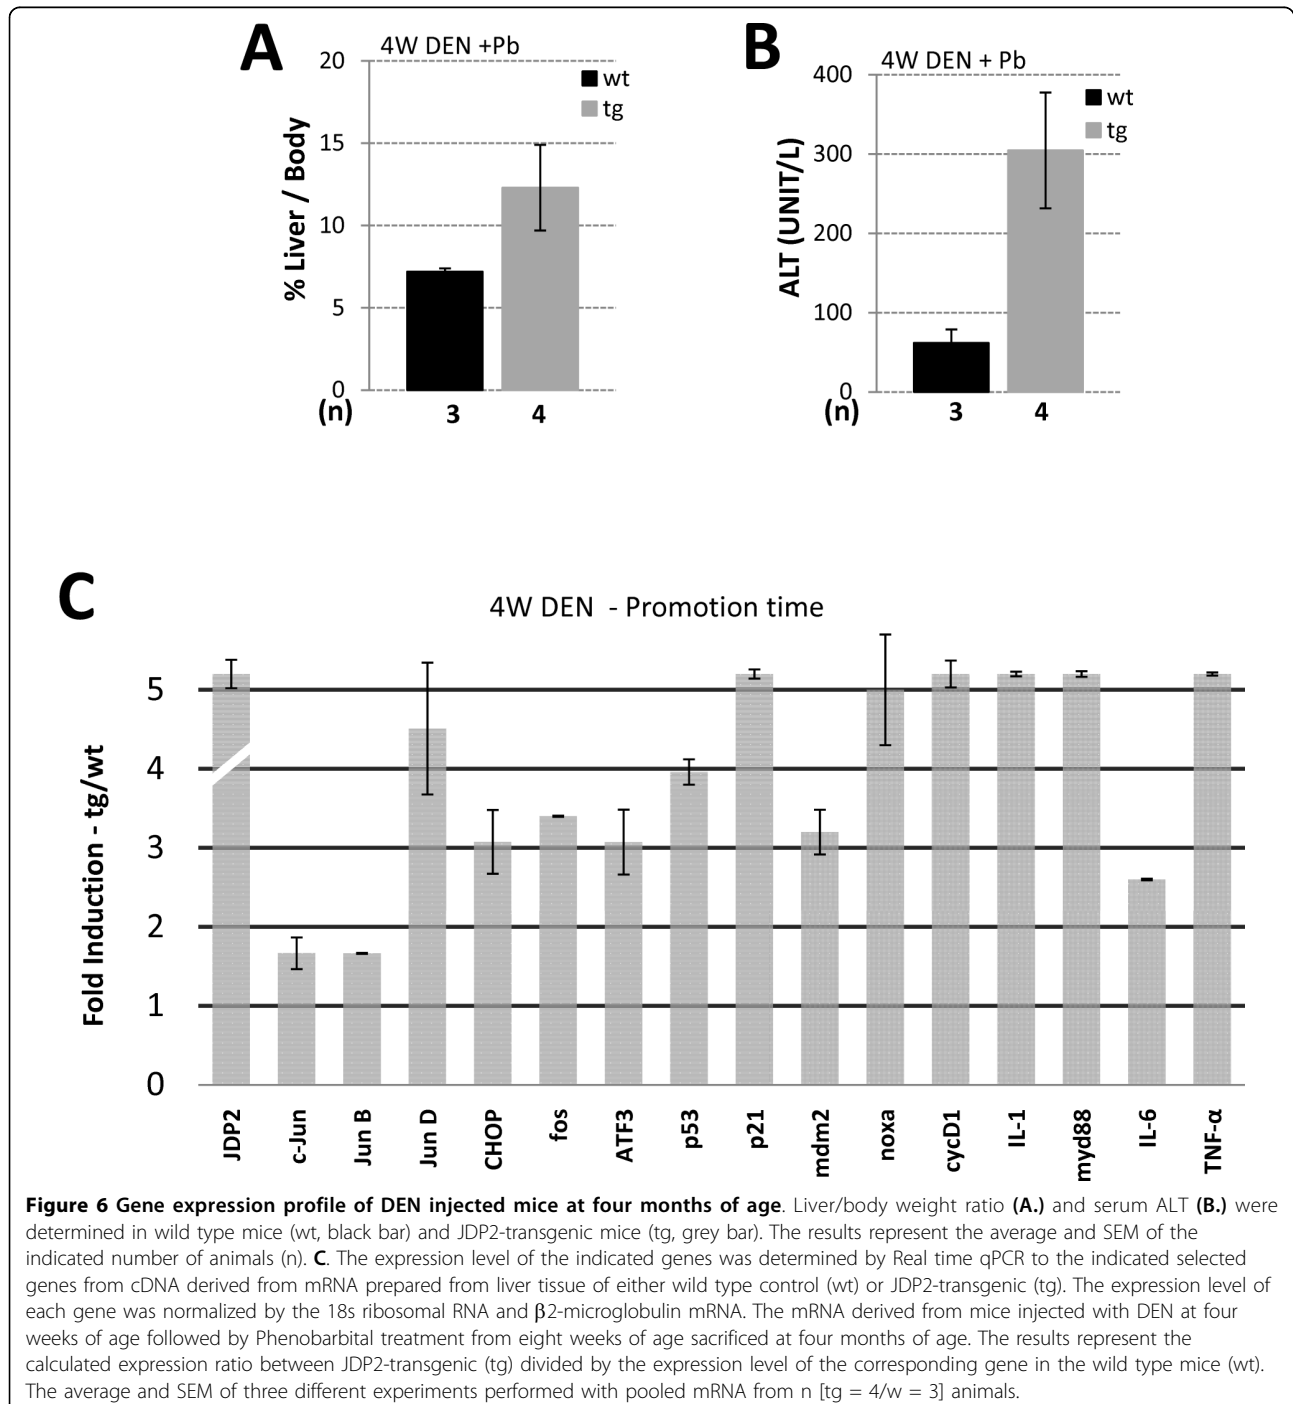 A
4W DEN +Pb
20
15
10
5
0
% Liver / Body
wt
tg
(n)
3
4
B
4W DEN + Pb
400
300
200
100
0
ALT (UNIT/L)
wt
tg
(n)
3
4
C
4W DEN - Promotion time
Fold Induction - tg/wt
5
4
3
2
1
0
JDP2
c-Jun
Jun B
Jun D
CHOP
fos
ATF3
p53
p21
mdm2
noxa
cycD1
IL-1
myd88
IL-6
TNF-α
Figure 6 Gene expression profile of DEN injected mice at four months of age. Liver/body weight ratio (A.) and serum ALT (B.) were
determined in wild type mice (wt, black bar) and JDP2-transgenic mice (tg, grey bar). The results represent the average and SEM of the
indicated number of animals (n). C. The expression level of the indicated genes was determined by Real time qPCR to the indicated selected
genes from cDNA derived from mRNA prepared from liver tissue of either wild type control (wt) or JDP2-transgenic (tg). The expression level of
each gene was normalized by the 18s ribosomal RNA and β2-microglobulin mRNA. The mRNA derived from mice injected with DEN at four
weeks of age followed by Phenobarbital treatment from eight weeks of age sacrificed at four months of age. The results represent the
calculated expression ratio between JDP2-transgenic (tg) divided by the expression level of the corresponding gene in the wild type mice (wt).
The average and SEM of three different experiments performed with pooled mRNA from n [tg = 4/w = 3] animals.